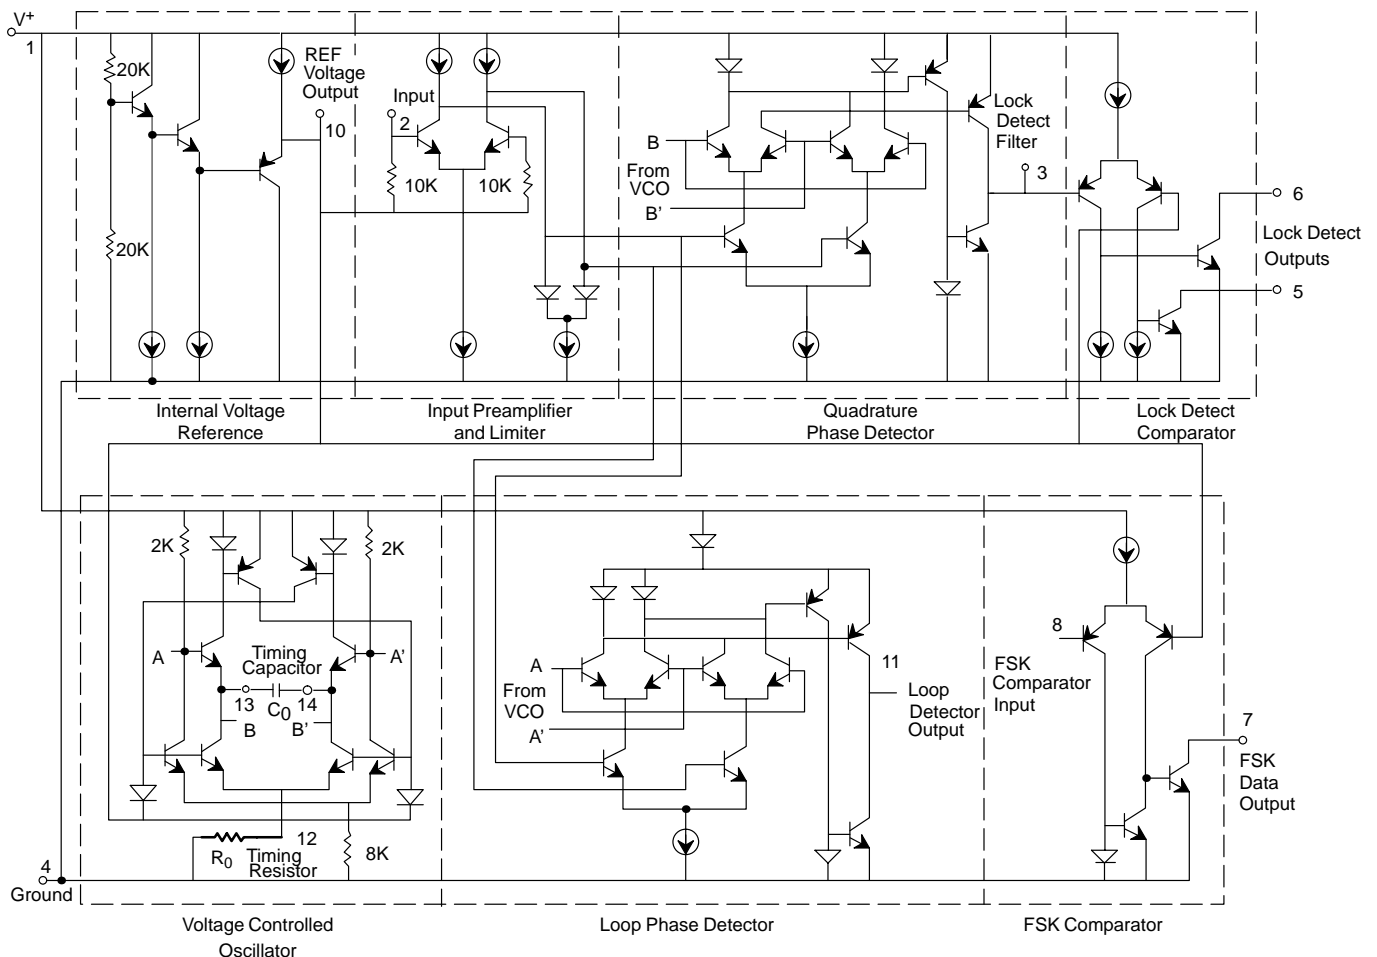 V+
1
20K
20K
REF
Voltage
Output
10
Input
2
10K
10K
B
From
VCO
B'
Lock
Detect
Filter
3
6
Lock Detect
Outputs
5
Internal Voltage
Reference
Input Preamplifier
and Limiter
Quadrature
Phase Detector
Lock Detect
Comparator
2K
2K
A
Timing
Capacitor
A'
13
C0
14
B
B'
12
R0
Timing
Resistor
8K
4
Ground
A
From
VCO
A'
11
Loop
Detector
Output
8
FSK
Comparator
Input
7
FSK
Data
Output
Voltage Controlled
Oscillator
Loop Phase Detector
FSK Comparator